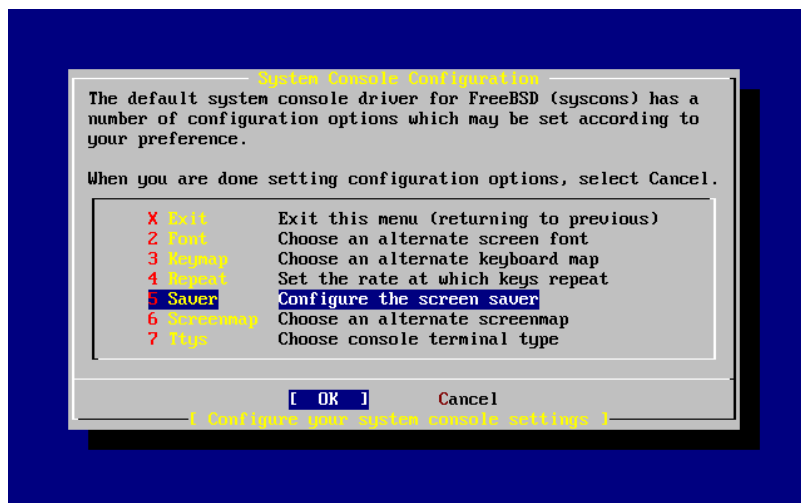 System Console Configuration
The default system console driver for FreeBSD (syscons) has a
number of configuration options which may be set according to
your preference.
When you are done setting configuration options, select Cancel.
X Exit Exit this menu (returning to previous)
2 Font Choose an alternate screen font
3 Keymap Choose an alternate keyboard map
4 Repeat Set the rate at which keys repeat
5 Saver Configure the screen saver
6 Screenmap Choose an alternate screenmap
7 Ttys Choose console terminal type
[ OK ] Cancel
[ Configure your system console settings ]